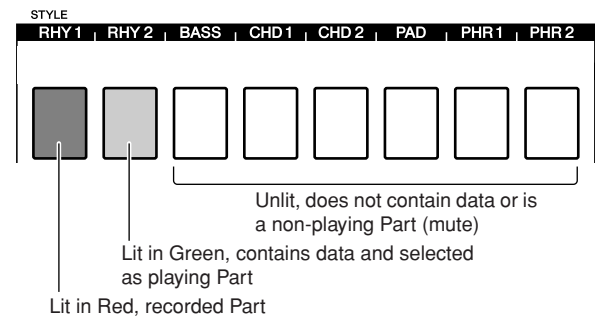 STYLE
RHY 1 RHY 2 BASS CHD 1 CHD 2 PAD PHR 1 PHR 2
Unlit, does not contain data or is
a non-playing Part (mute)
Lit in Green, contains data and selected
as playing Part
Lit in Red, recorded Part